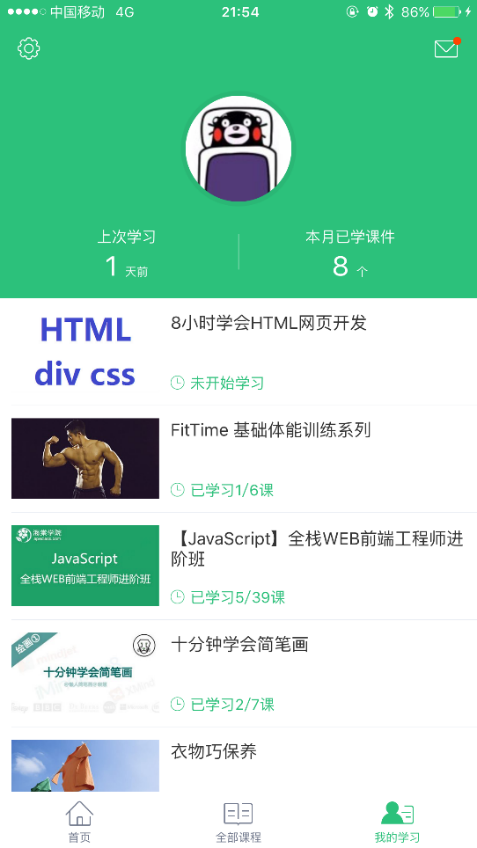 中国移动 4G 21:54 86%
上次学习 本月已学课件
1 天前 8 个
HTML
div css
8小时学会HTML网页开发
未开始学习
FitTime 基础体能训练系列
已学习1/6课
JavaScript
全栈WEB前端工程师进阶班
【JavaScript】全栈WEB前端工程师进
阶班
已学习5/39课
绘画①
十分钟学会简笔画
十分钟学会简笔画
已学习2/7课
衣物巧保养
首页 全部课程 我的学习